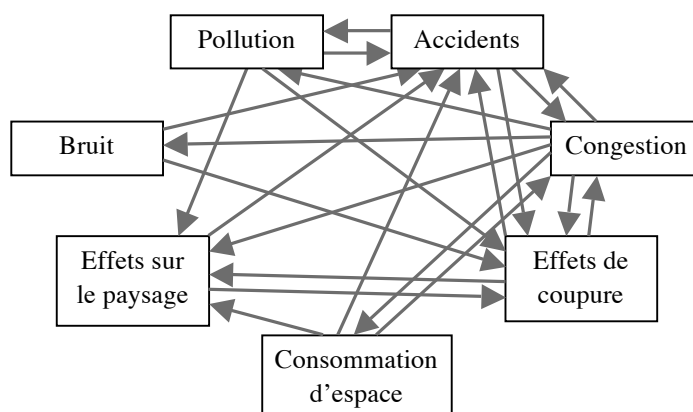 Pollution
Accidents
Bruit
Congestion
Effets sur
le paysage
Effets de
coupure
Consommation
d’espace